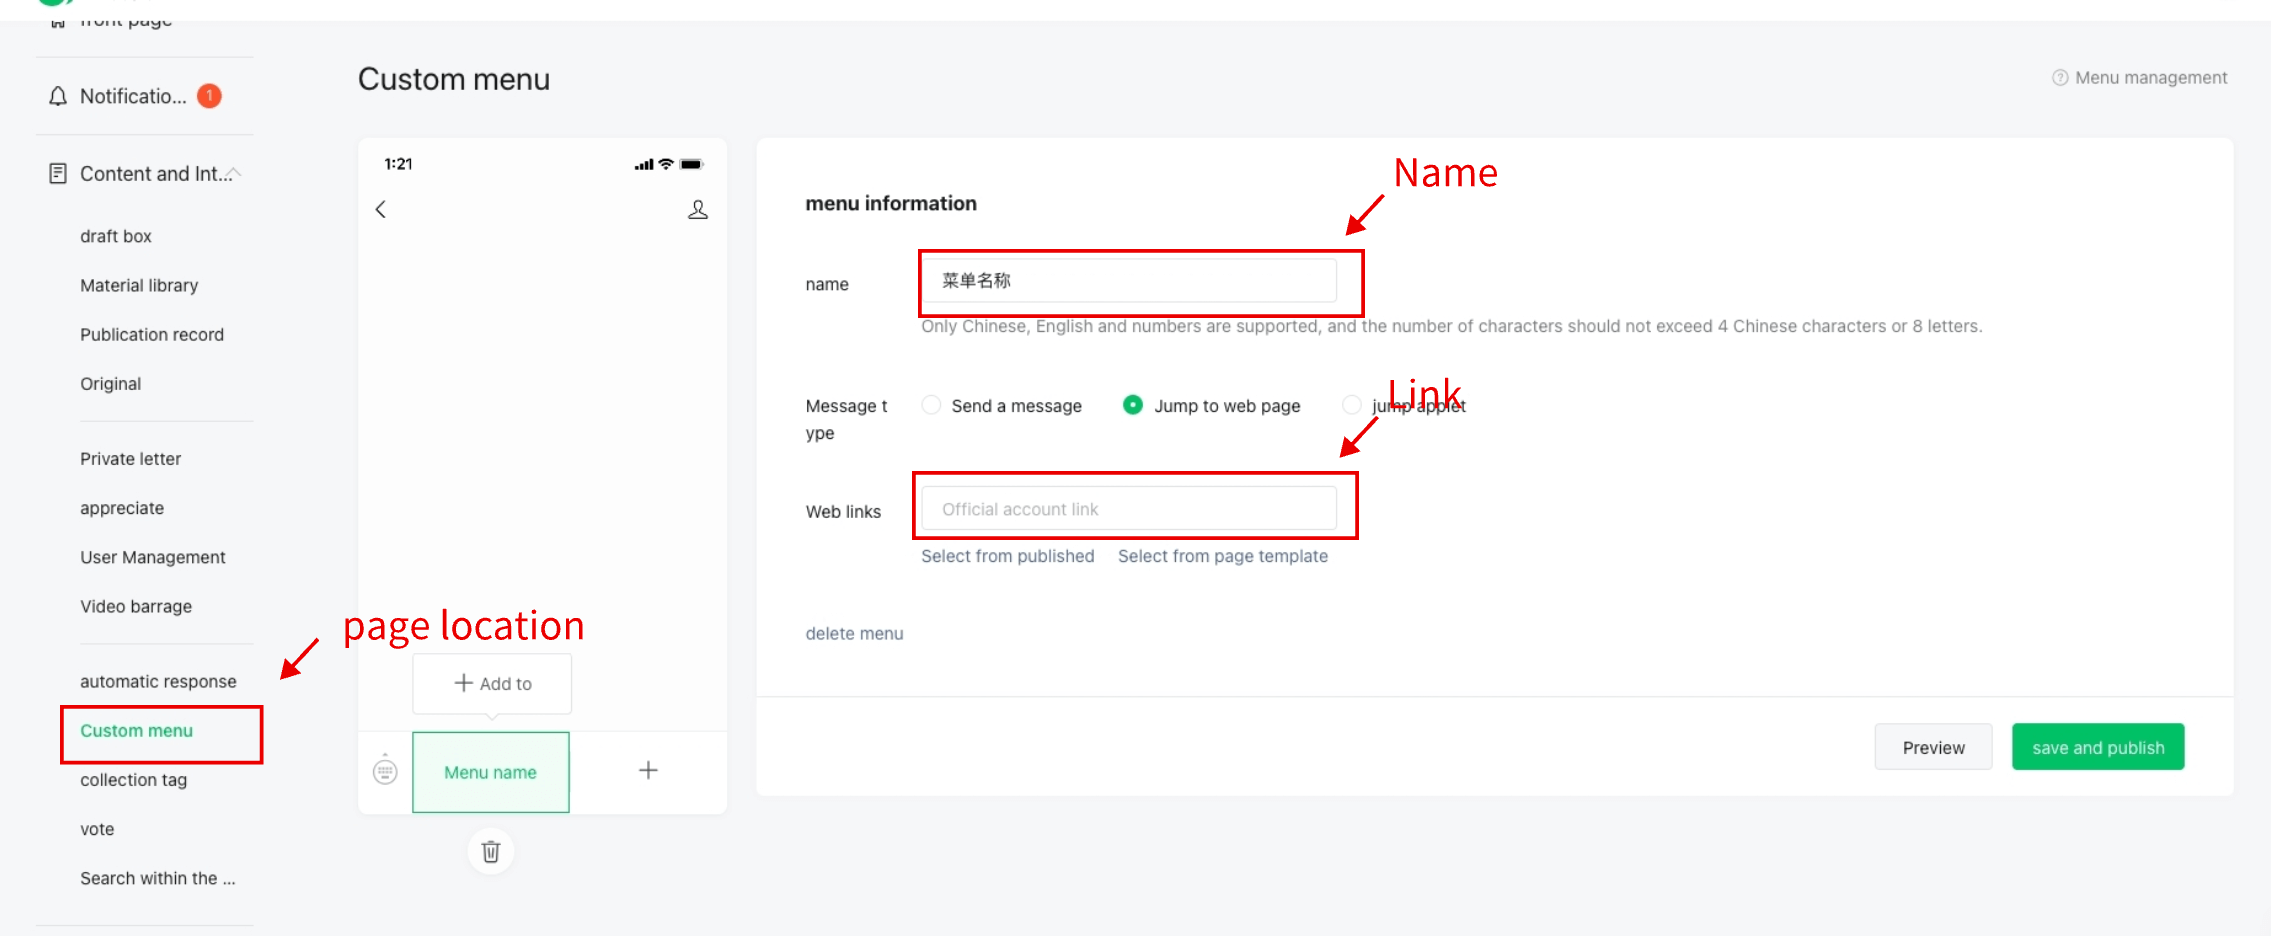 front page
Notificatio... 1
Content and Int...
draft box
Material library
Publication record
Original
Private letter
appreciate
User Management
Video barrage
automatic response
Custom menu
collection tag
vote
Search within the ...
page location
Custom menu
Menu management
1:21
Add to
Menu name
menu information
Name
name
菜单名称
Only Chinese, English and numbers are supported, and the number of characters should not exceed 4 Chinese characters or 8 letters.
Link
Message t
ype
Send a message
Jump to web page
jump applet
Web links
Official account link
Select from published
Select from page template
delete menu
Preview
save and publish